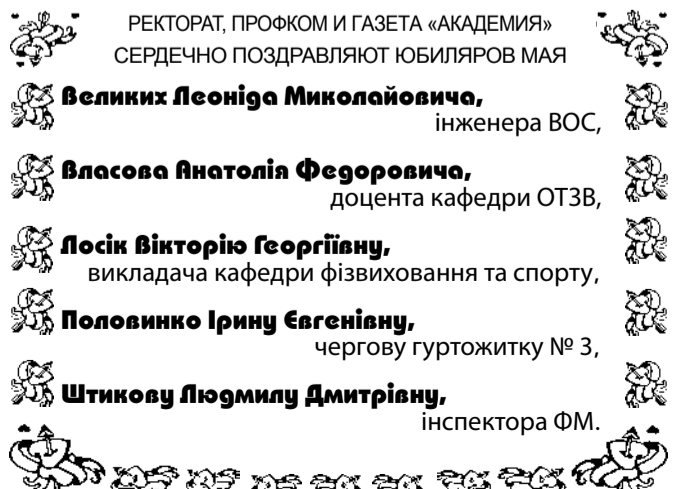 РЕКТОРАТ, ПРОФКОМ И ГАЗЕТА «АКАДЕМИЯ»
СЕРДЕЧНО ПОЗДРАВЛЯЮТ ЮБИЛЯРОВ МАЯ
Великих Леоніда Миколайовича,
інженера ВОС,
Власова Анатолія Федоровича,
доцента кафедри ОТЗВ,
Лосік Вікторію Георгіївну,
викладача кафедри фізвиховання та спорту,
Половинко Ірину Євгенівну,
чергову гуртожитку № 3,
Штикову Людмилу Дмитрівну,
інспектора ФМ.